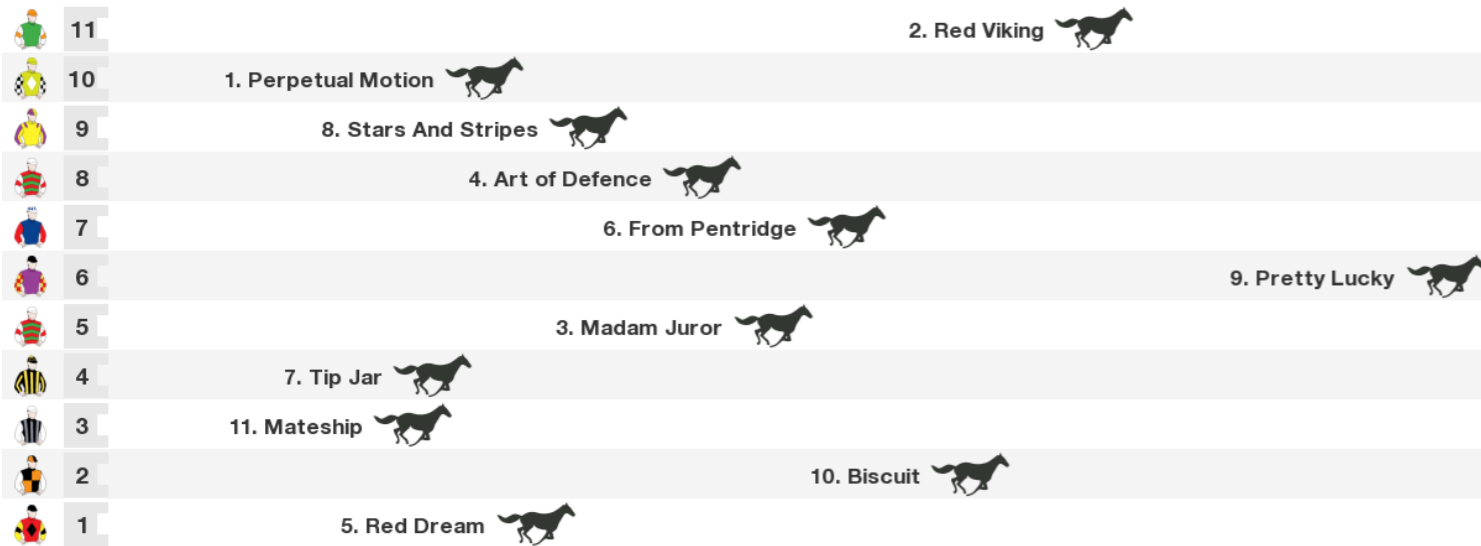 11 2. Red Viking
10 1. Perpetual Motion
9 8. Stars And Stripes
8 4. Art of Defence
7 6. From Pentridge
6 9. Pretty Lucky
5 3. Madam Juror
4 7. Tip Jar
3 11. Mateship
2 10. Biscuit
1 5. Red Dream